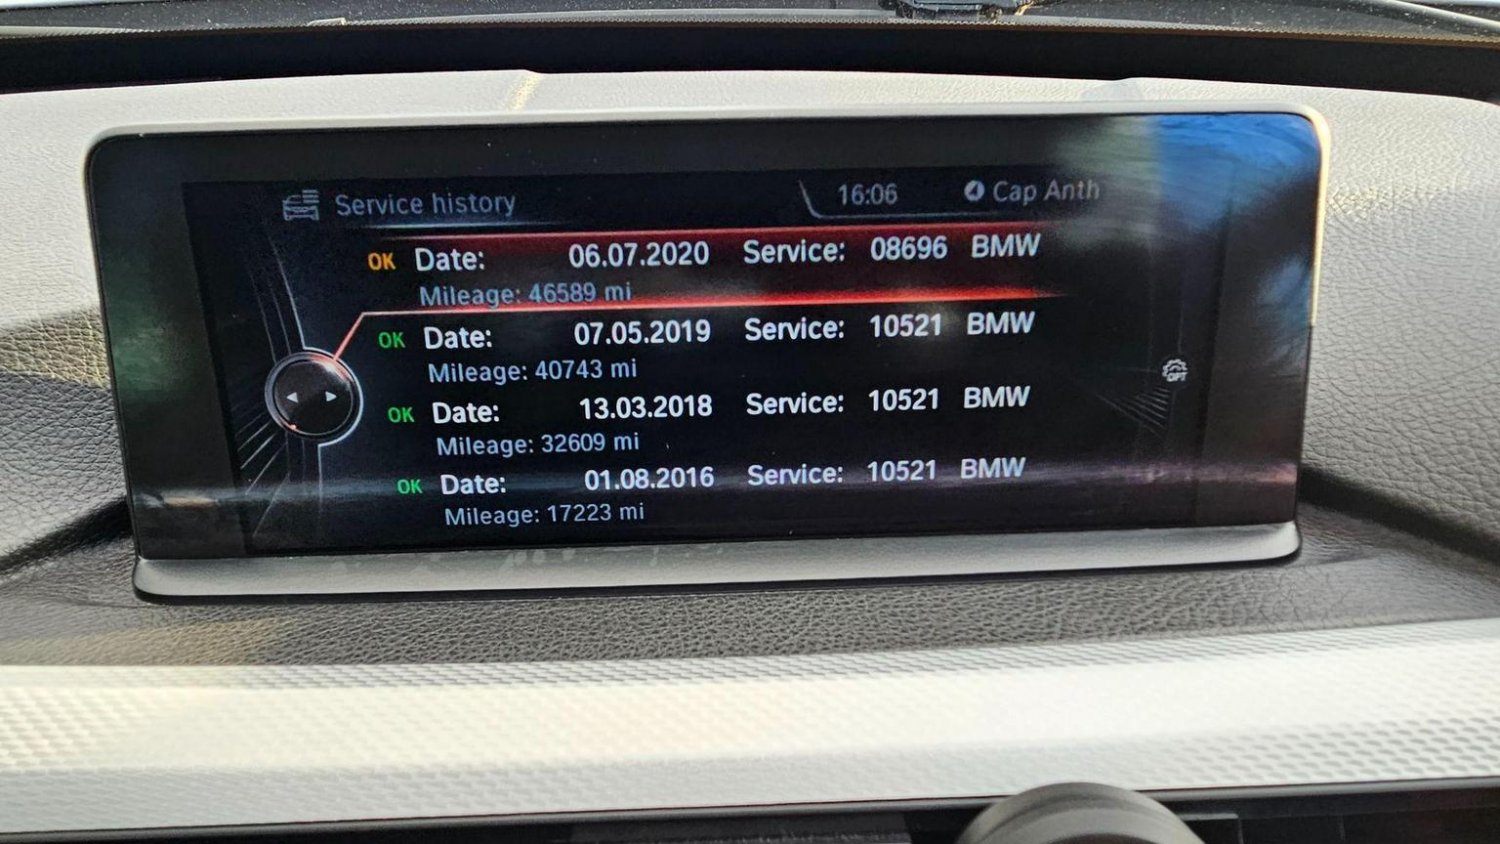 Service history 16:06 Cap Anth
OK Date: 06.07.2020 Service: 08696 BMW
Mileage: 46589 mi
OK Date: 07.05.2019 Service: 10521 BMW
Mileage: 40743 mi
OK Date: 13.03.2018 Service: 10521 BMW
Mileage: 32609 mi
OK Date: 01.08.2016 Service: 10521 BMW
Mileage: 17223 mi
OPT